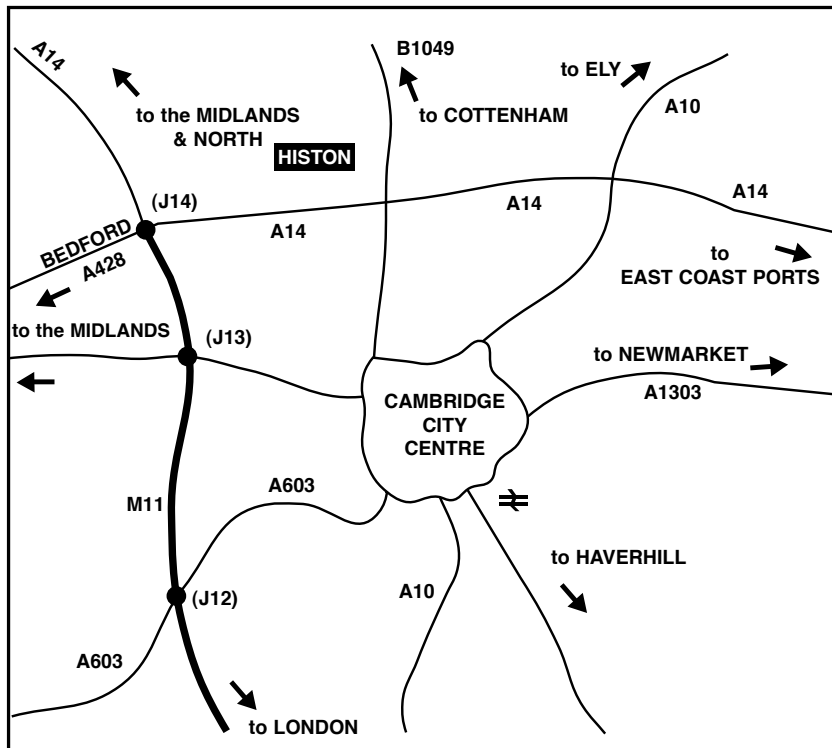 B1049
A14
to ELY
to the MIDLANDS
& NORTH
to COTTENHAM
A10
HISTON
(J14)
A14
A14
A14
BEDFORD
A428
to
EAST COAST PORTS
to the MIDLANDS
(J13)
to NEWMARKET
A1303
CAMBRIDGE
CITY
CENTRE
A603
M11
to HAVERHILL
(J12)
A10
A603
to LONDON